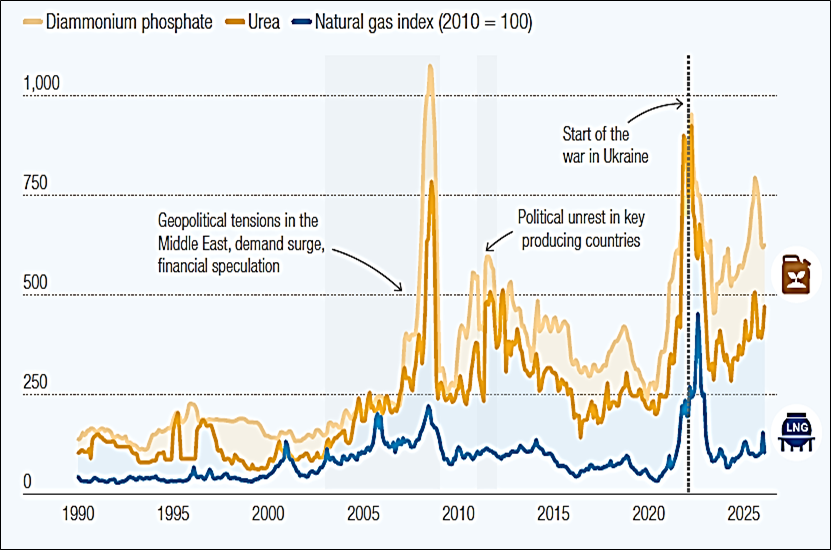 Diammonium phosphate Urea Natural gas index (2010 = 100)
1,000
Start of the
war in Ukraine
750
Geopolitical tensions in the
Middle East, demand surge,
financial speculation
Political unrest in key
producing countries
500
250
LNG
0
1990 1995 2000 2005 2010 2015 2020 2025